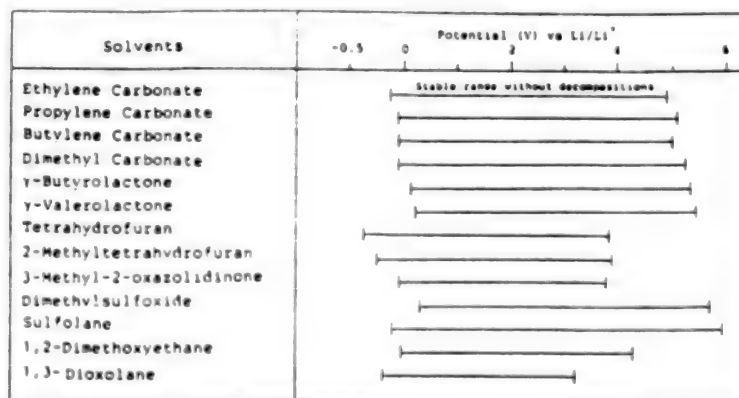 Solvents
Potential (V) vs Li/Li⁺
-0.5 0 2 4 6
Stable range without decompositions
Ethylene Carbonate
Propylene Carbonate
Butylene Carbonate
Dimethyl Carbonate
γ-Butyrolactone
γ-Valerolactone
Tetrahydrofuran
2-Methyltetrahydrofuran
3-Methyl-2-oxazolidinone
Dimethylsulfoxide
Sulfolane
1,2-Dimethoxyethane
1,3-Dioxolane